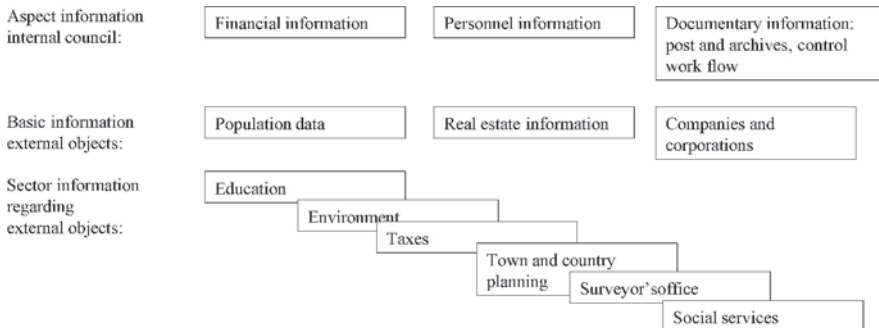 Aspect information
internal council:
Financial information
Personnel information
Documentary information:
post and archives, control
work flow
Basic information
external objects:
Population data
Real estate information
Companies and
corporations
Sector information
regarding
external objects:
Education
Environment
Taxes
Town and country
planning
Surveyor'soffice
Social services